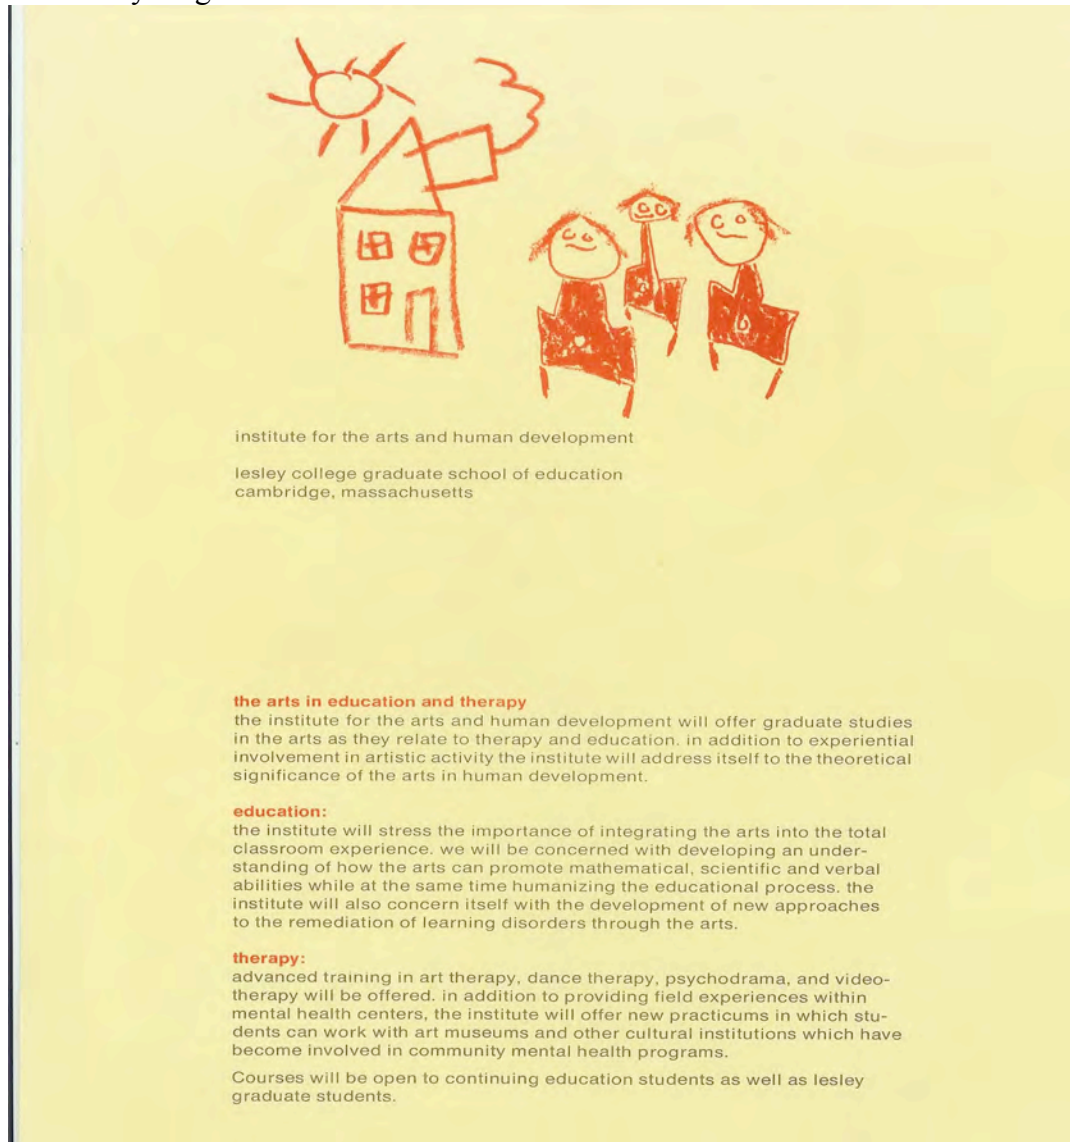 institute for the arts and human development
lesley college graduate school of education
cambridge, massachusetts
the arts in education and therapy
the institute for the arts and human development will offer graduate studies
in the arts as they relate to therapy and education. in addition to experiential
involvement in artistic activity the institute will address itself to the theoretical
significance of the arts in human development.
education:
the institute will stress the importance of integrating the arts into the total
classroom experience. we will be concerned with developing an under-
standing of how the arts can promote mathematical, scientific and verbal
abilities while at the same time humanizing the educational process. the
institute will also concern itself with the development of new approaches
to the remediation of learning disorders through the arts.
therapy:
advanced training in art therapy, dance therapy, psychodrama, and video-
therapy will be offered. in addition to providing field experiences within
mental health centers, the institute will offer new practicums in which stu-
dents can work with art museums and other cultural institutions which have
become involved in community mental health programs.
Courses will be open to continuing education students as well as lesley
graduate students.